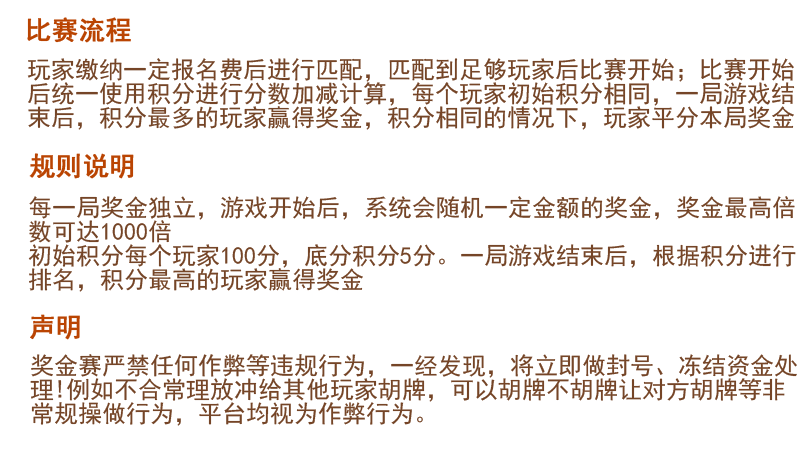 比赛流程
玩家缴纳一定报名费后进行匹配，匹配到足够玩家后比赛开始；比赛开始
后统一使用积分进行分数加减计算，每个玩家初始积分相同，一局游戏结
束后，积分最多的玩家赢得奖金，积分相同的情况下，玩家平分本局奖金
规则说明
每一局奖金独立，游戏开始后，系统会随机一定金额的奖金，奖金最高倍
数可达1000倍
初始积分每个玩家100分，底分积分5分。一局游戏结束后，根据积分进行
排名，积分最高的玩家赢得奖金
声明
奖金赛严禁任何作弊等违规行为，一经发现，将立即做封号、冻结资金处
理!例如不合常理放冲给其他玩家胡牌，可以胡牌不胡牌让对方胡牌等非
常规操做行为，平台均视为作弊行为。